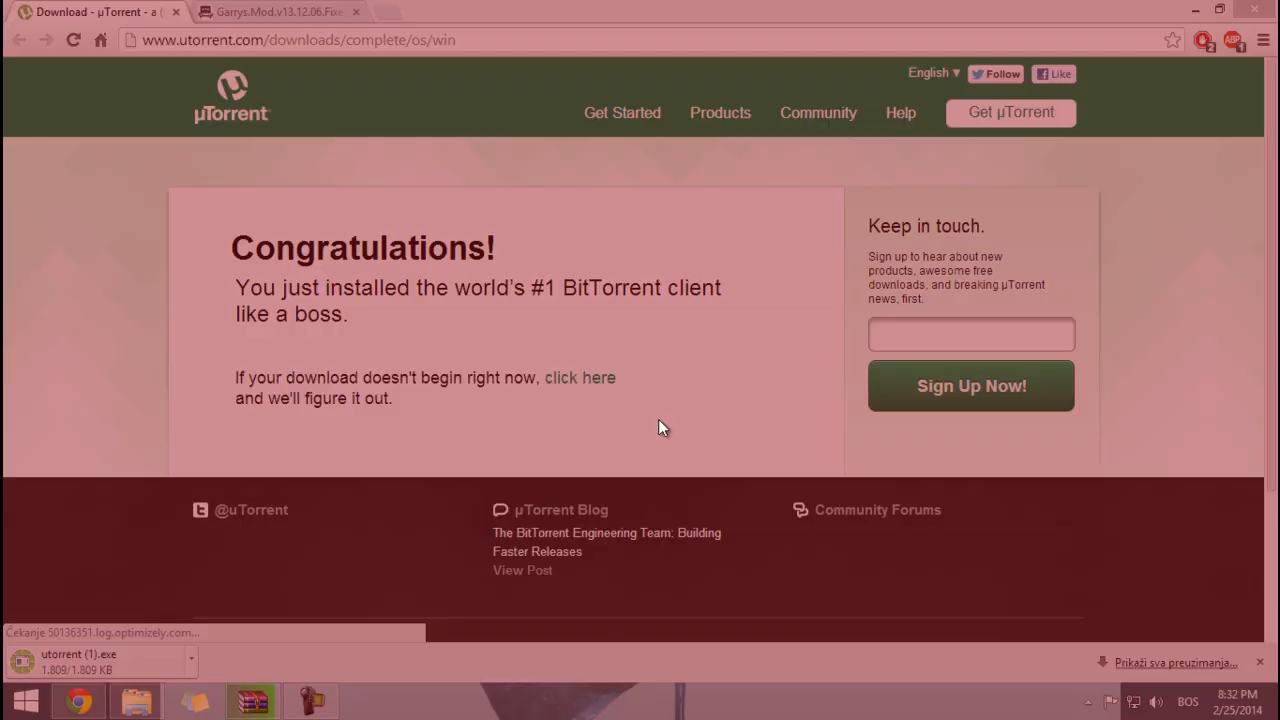 Download - µTorrent - a (
Garrys.Mod.v13.12.06.Fixe
www.utorrent.com/downloads/complete/os/win
2
ABP
1
English ▾
Follow
Like
µTorrent
Get Started
Products
Community
Help
Get µTorrent
Congratulations!
You just installed the world's #1 BitTorrent client
like a boss.
If your download doesn't begin right now, click here
and we'll figure it out.
Keep in touch.
Sign up to hear about new
products, awesome free
downloads, and breaking µTorrent
news, first.
Sign Up Now!
@uTorrent
µTorrent Blog
The BitTorrent Engineering Team: Building
Faster Releases
View Post
Community Forums
Čekanje 50136351.log.optimizely.com...
utorrent (1).exe
1.809/1.809 KB
Prikaži sva preuzimanja...
BOS
8:32 PM
2/25/2014